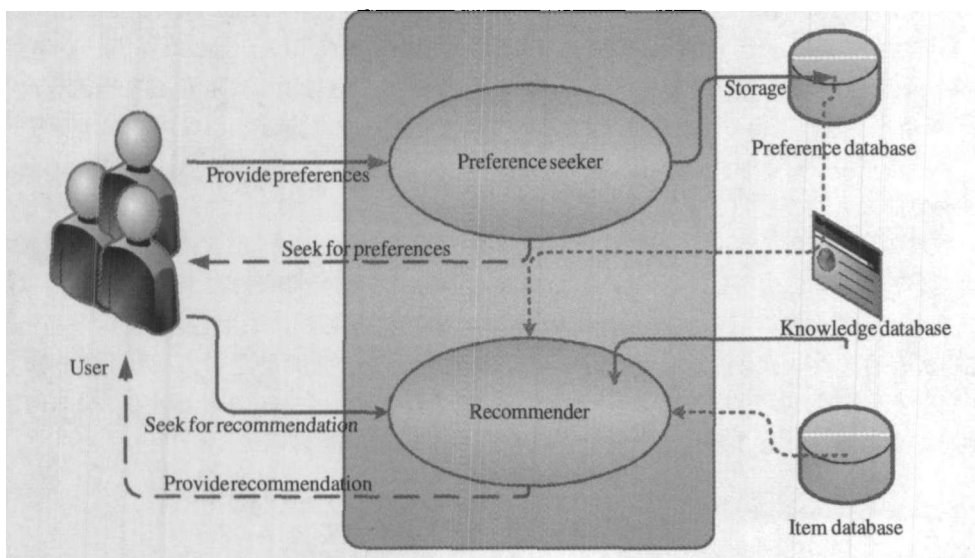 Storage
Preference seeker
Preference database
Provide preferences
Seek for preferences
Knowledge database
User
Recommender
Seek for recommendation
Provide recommendation
Item database